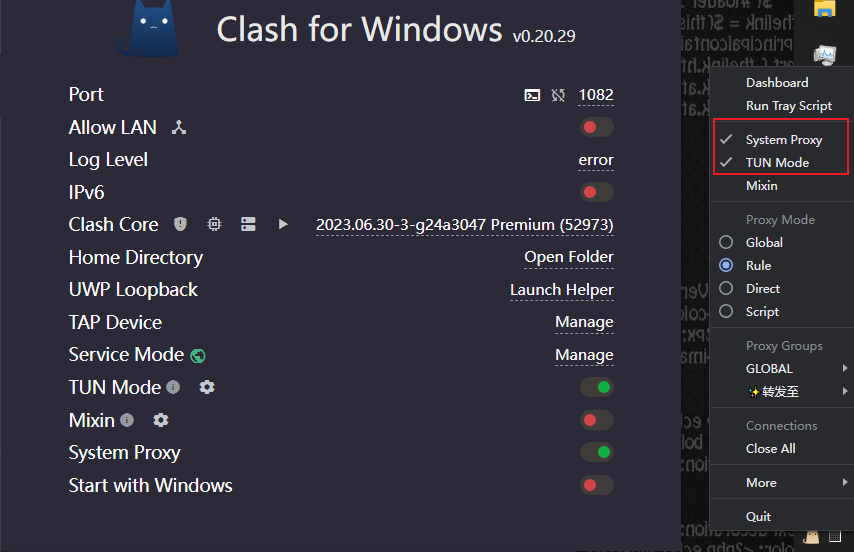 Clash for Windows v0.20.29
Port 1082
Allow LAN
Log Level error
IPv6
Clash Core 2023.06.30-3-g24a3047 Premium (52973)
Home Directory Open Folder
UWP Loopback Launch Helper
TAP Device Manage
Service Mode Manage
TUN Mode
Mixin
System Proxy
Start with Windows
Dashboard
Run Tray Script
System Proxy
TUN Mode
Mixin
Proxy Mode
Global
Rule
Direct
Script
Proxy Groups
GLOBAL
✨转发至
Connections
Close All
More
Quit